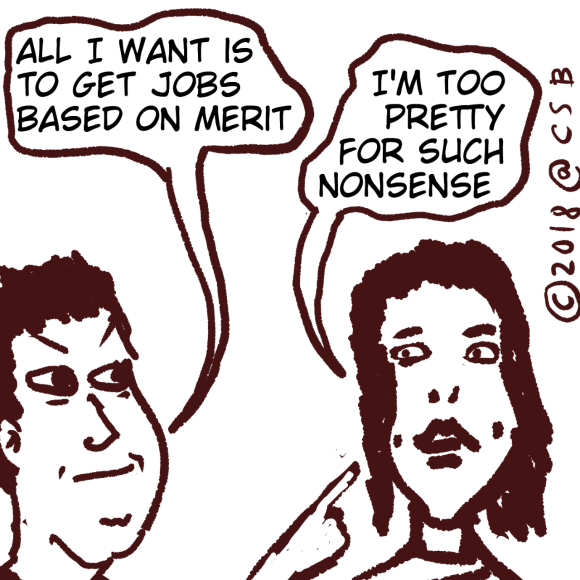 ALL I WANT IS
TO GET JOBS
BASED ON MERIT
I'M TOO
PRETTY
FOR SUCH
NONSENSE
©2018@CSB